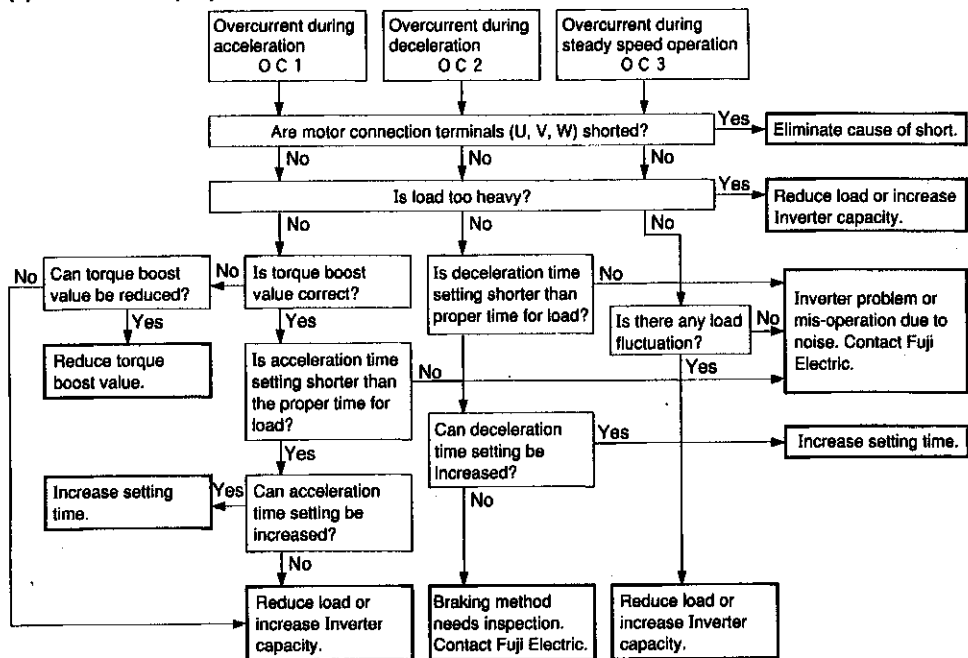 Overcurrent during
acceleration
O C 1
Overcurrent during
deceleration
O C 2
Overcurrent during
steady speed operation
O C 3
Are motor connection terminals (U, V, W) shorted?
Yes
Eliminate cause of short.
No
No
No
Is load too heavy?
Yes
Reduce load or increase
Inverter capacity.
No
No
No
No
Can torque boost
value be reduced?
No
Is torque boost
value correct?
Is deceleration time
setting shorter than
proper time for load?
No
Is there any load
fluctuation?
No
Inverter problem or
mis-operation due to
noise. Contact Fuji
Electric.
Yes
Yes
Yes
Reduce torque
boost value.
Is acceleration time
setting shorter than
the proper time for
load?
No
Can deceleration
time setting be
increased?
Yes
Increase setting time.
Yes
No
Increase setting
time.
Yes
Can acceleration
time setting be
increased?
No
Reduce load or
increase Inverter
capacity.
Braking method
needs inspection.
Contact Fuji Electric.
Reduce load or
increase Inverter
capacity.